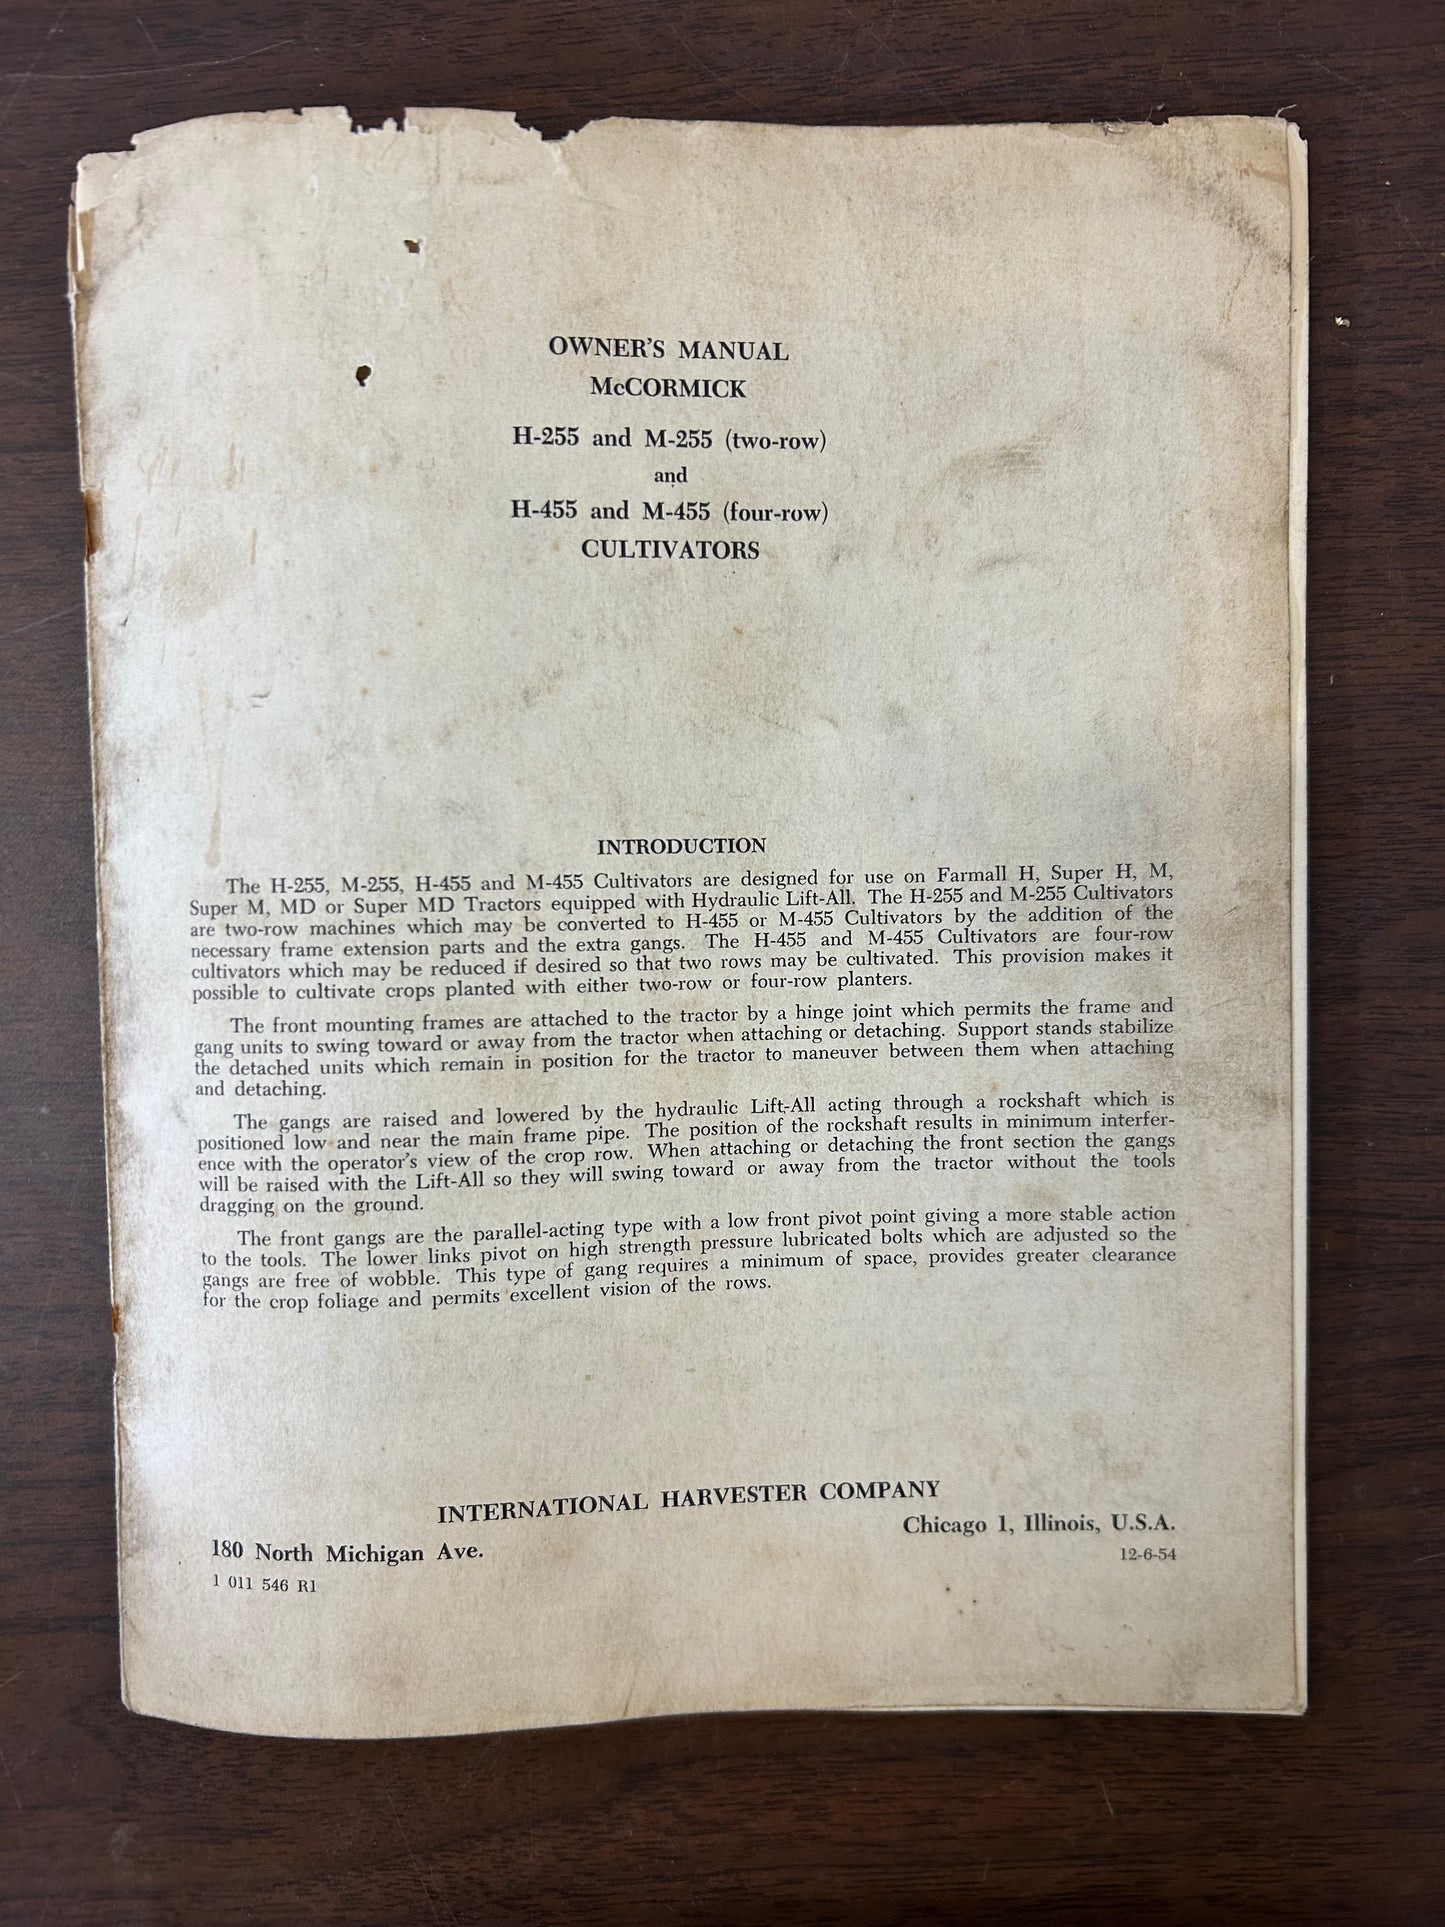 OWNER'S MANUAL
McCORMICK
H-255 and M-255 (two-row)
and
H-455 and M-455 (four-row)
CULTIVATORS
INTRODUCTION
The H-255, M-255, H-455 and M-455 Cultivators are designed for use on Farmall H, Super H, M,
Super M, MD or Super MD Tractors equipped with Hydraulic Lift-All. The H-255 and M-255 Cultivators
are two-row machines which may be converted to H-455 or M-455 Cultivators by the addition of the
necessary frame extension parts and the extra gangs. The H-455 and M-455 Cultivators are four-row
cultivators which may be reduced if desired so that two rows may be cultivated. This provision makes it
possible to cultivate crops planted with either two-row or four-row planters.
The front mounting frames are attached to the tractor by a hinge joint which permits the frame and
gang units to swing toward or away from the tractor when attaching or detaching. Support stands stabilize
the detached units which remain in position for the tractor to maneuver between them when attaching
and detaching.
The gangs are raised and lowered by the hydraulic Lift-All acting through a rockshaft which is
positioned low and near the main frame pipe. The position of the rockshaft results in minimum interfer-
ence with the operator's view of the crop row. When attaching or detaching the front section the gangs
will be raised with the Lift-All so they will swing toward or away from the tractor without the tools
dragging on the ground.
The front gangs are the parallel-acting type with a low front pivot point giving a more stable action
to the tools. The lower links pivot on high strength pressure lubricated bolts which are adjusted so the
gangs are free of wobble. This type of gang requires a minimum of space, provides greater clearance
for the crop foliage and permits excellent vision of the rows.
INTERNATIONAL HARVESTER COMPANY
180 North Michigan Ave. Chicago 1, Illinois, U.S.A.
1 011 546 R1 12-6-54